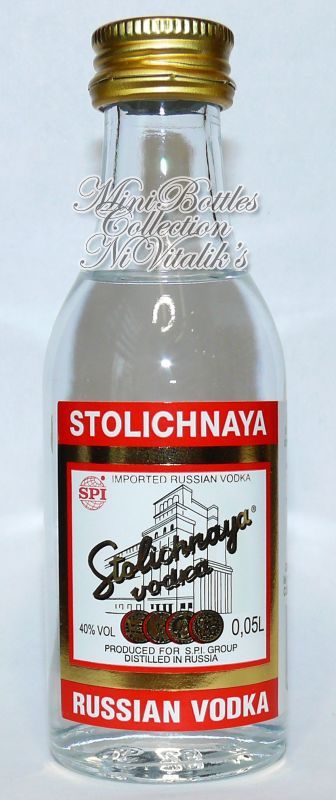 MiniBottles
Collection
NiVitalik's
STOLICHNAYA
SPI
IMPORTED RUSSIAN VODKA
Stolichnaya®
vodka
40% VOL
0,05L
PRODUCED FOR S.P.I. GROUP
DISTILLED IN RUSSIA
RUSSIAN VODKA